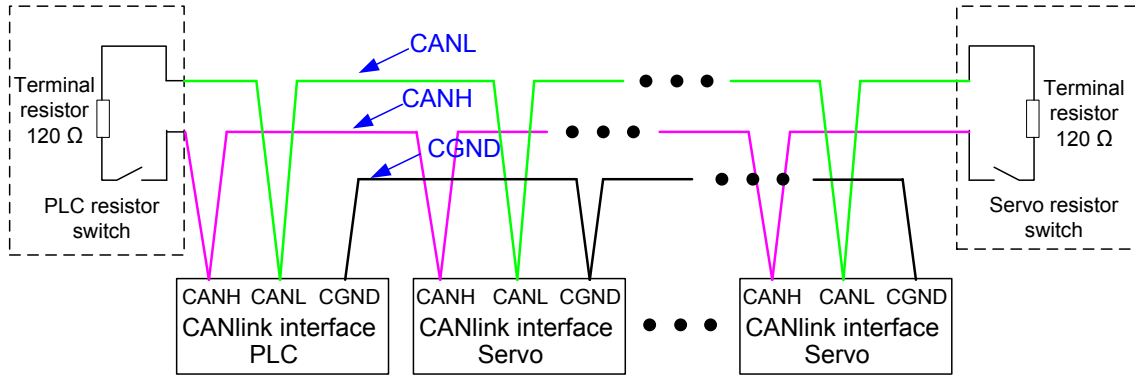 CANL
CANH
CGND
Terminal
resistor
120 Ω
PLC resistor
switch
Terminal
resistor
120 Ω
Servo resistor
switch
CANH CANL CGND
CANlink interface
PLC
CANH CANL CGND
CANlink interface
Servo
CANH CANL CGND
CANlink interface
Servo